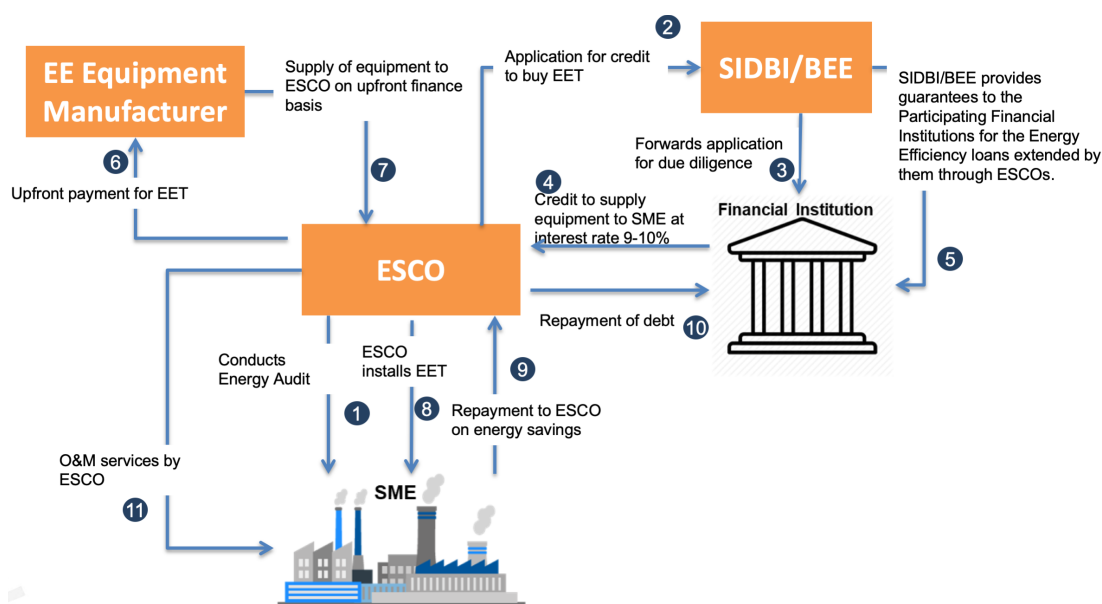 EE Equipment
Manufacturer
Supply of equipment to
ESCO on upfront finance
basis
Application for credit
to buy EET
2
SIDBI/BEE
SIDBI/BEE provides
guarantees to the
Participating Financial
Institutions for the Energy
Efficiency loans extended by
them through ESCOs.
6
Upfront payment for EET
7
Forwards application
for due diligence
3
4
Credit to supply
equipment to SME at
interest rate 9-10%
Financial Institution
5
ESCO
Repayment of debt
10
Conducts
Energy Audit
1
ESCO
installs EET
8
9
Repayment to ESCO
on energy savings
O&M services by
ESCO
11
SME